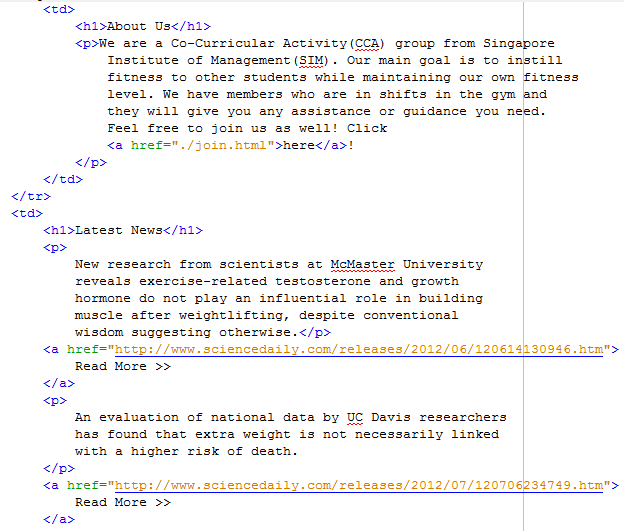 <td>
<h1>About Us</h1>
<p>We are a Co-Curricular Activity(CCA) group from Singapore
Institute of Management(SIM). Our main goal is to instill
fitness to other students while maintaining our own fitness
level. We have members who are in shifts in the gym and
they will give you any assistance or guidance you need.
Feel free to join us as well! Click
<a href="./join.html">here</a>!
</p>
</td>
</tr>
<td>
<h1>Latest News</h1>
<p>
New research from scientists at McMaster University
reveals exercise-related testosterone and growth
hormone do not play an influential role in building
muscle after weightlifting, despite conventional
wisdom suggesting otherwise.</p>
<a href="http://www.sciencedaily.com/releases/2012/06/120614130946.htm">
Read More >>
</a>
<p>
An evaluation of national data by UC Davis researchers
has found that extra weight is not necessarily linked
with a higher risk of death.
</p>
<a href="http://www.sciencedaily.com/releases/2012/07/120706234749.htm">
Read More >>
</a>